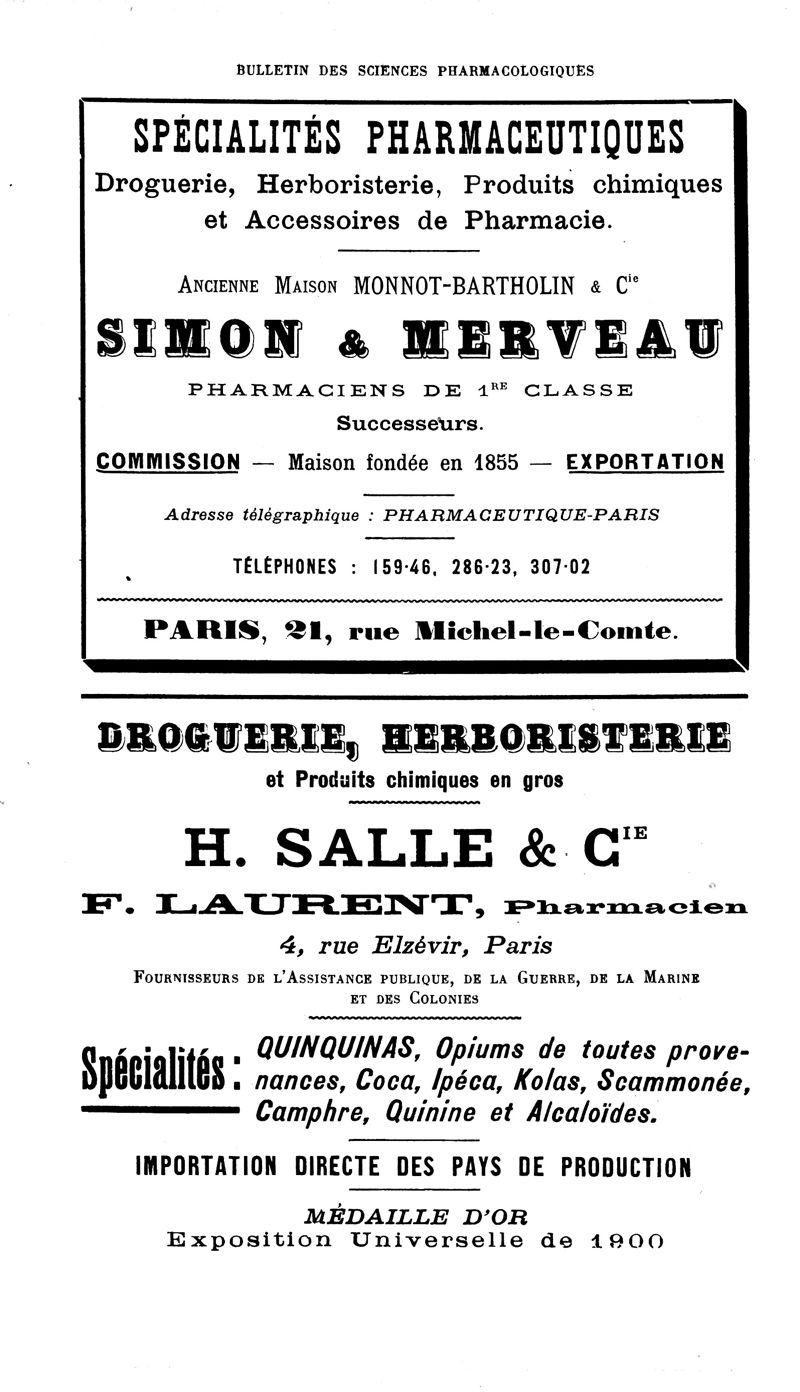 BULLETIN DES SCIENCES PHARMACOLOGIQUES
SPÉCIALITÉS PHARMACEUTIQUES
Droguerie, Herboristerie, Produits chimiques
et Accessoires de Pharmacie.
ANCIENNE MAISON MONNOT-BARTHOLIN & Cie
SIMON & MERVEAU
PHARMACIENS DE 1RE CLASSE
Successeurs.
COMMISSION — Maison fondée en 1855 — EXPORTATION
Adresse télégraphique : PHARMACEUTIQUE-PARIS
TÉLÉPHONES : 159·46, 286·23, 307·02
PARIS, 21, rue Michel-le-Comte.
DROGUERIE, HERBORISTERIE
et Produits chimiques en gros
H. SALLE & CIE
F. LAURENT, Pharmacien
4, rue Elzévir, Paris
FOURNISSEURS DE L'ASSISTANCE PUBLIQUE, DE LA GUERRE, DE LA MARINE
ET DES COLONIES
Spécialités : QUINQUINAS, Opiums de toutes prove-
nances, Coca, Ipéca, Kolas, Scammonée,
Camphre, Quinine et Alcaloïdes.
IMPORTATION DIRECTE DES PAYS DE PRODUCTION
MÉDAILLE D'OR
Exposition Universelle de 1900